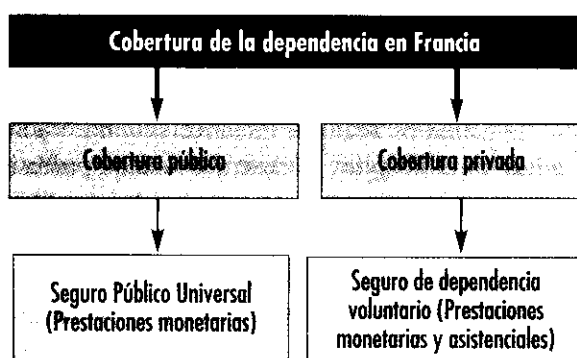 Cobertura de la dependencia en Francia
Cobertura pública
Cobertura privada
Seguro Público Universal
(Prestaciones monetarias)
Seguro de dependencia
voluntario (Prestaciones
monetarias y asistenciales)